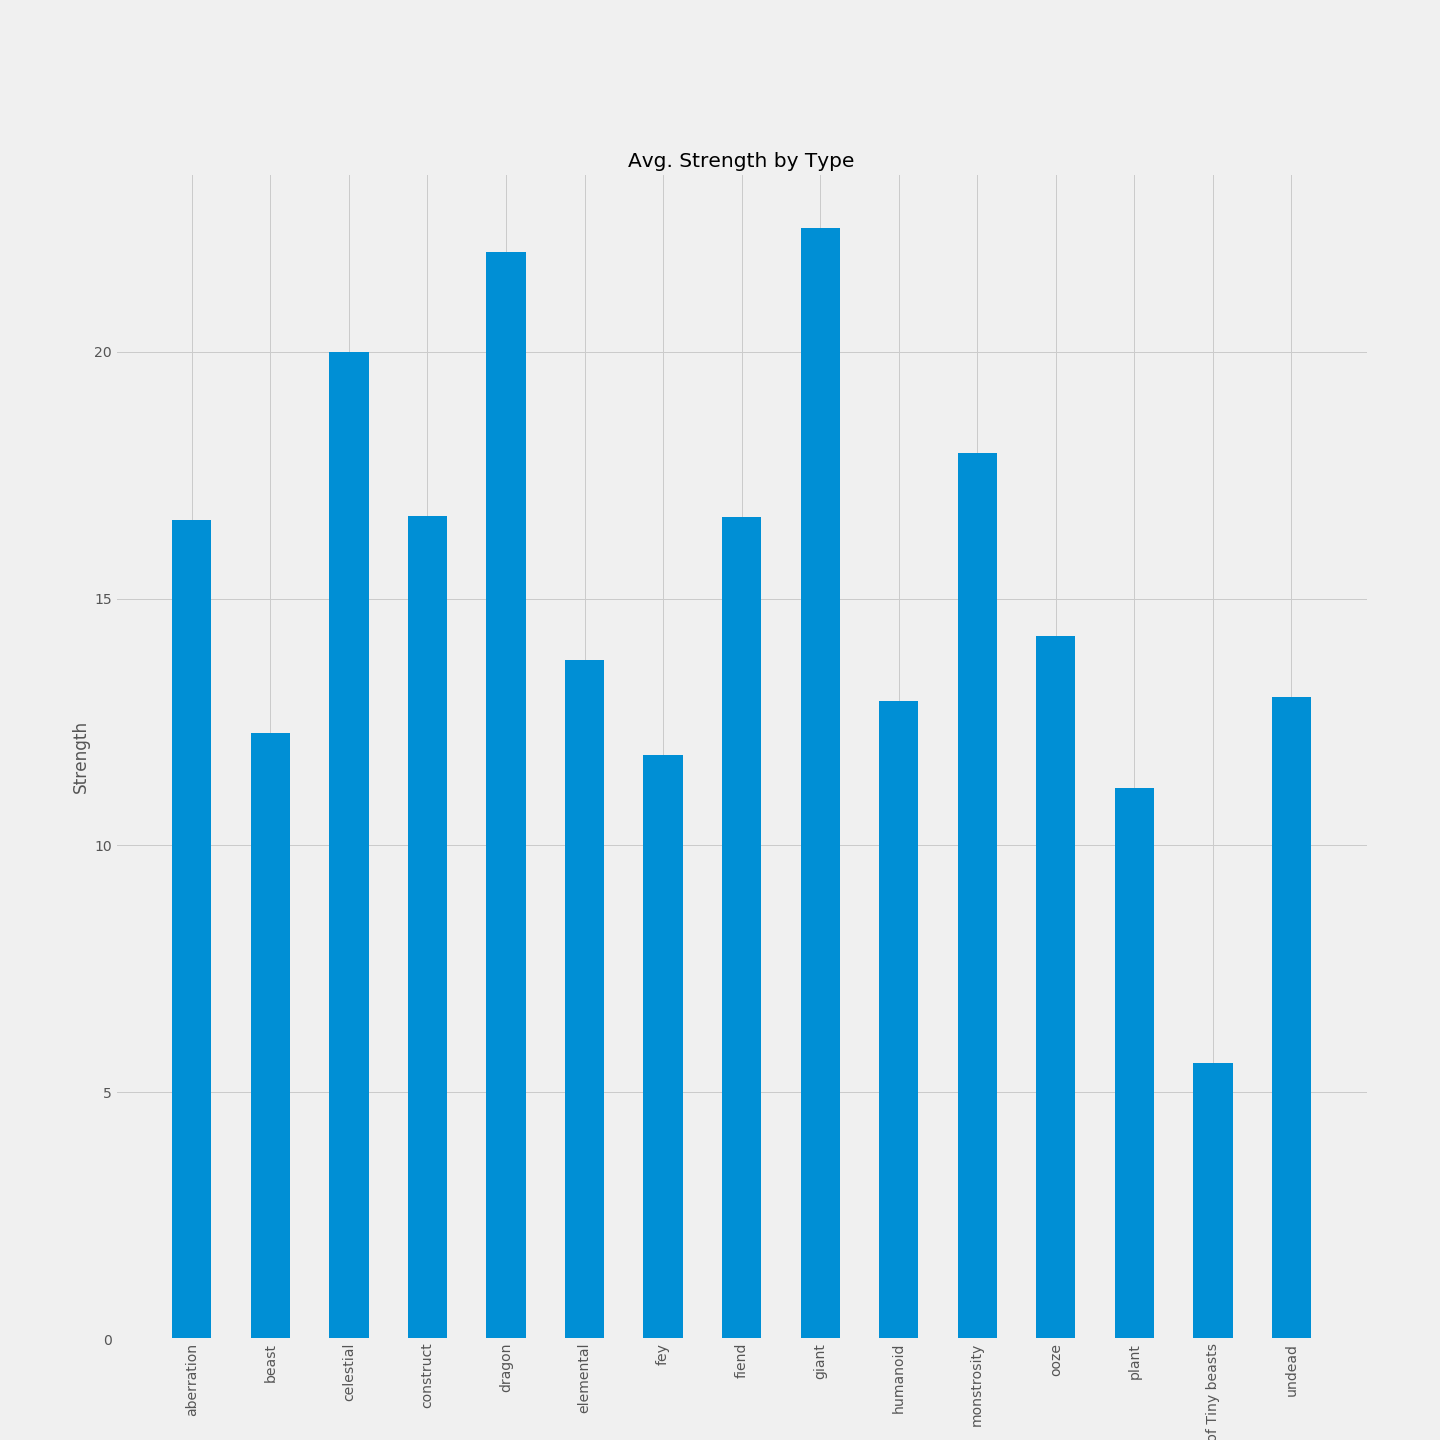 Avg. Strength by Type
Strength
20
15
10
5
0
aberration
beast
celestial
construct
dragon
elemental
fey
fiend
giant
humanoid
monstrosity
ooze
plant
of Tiny beasts
undead